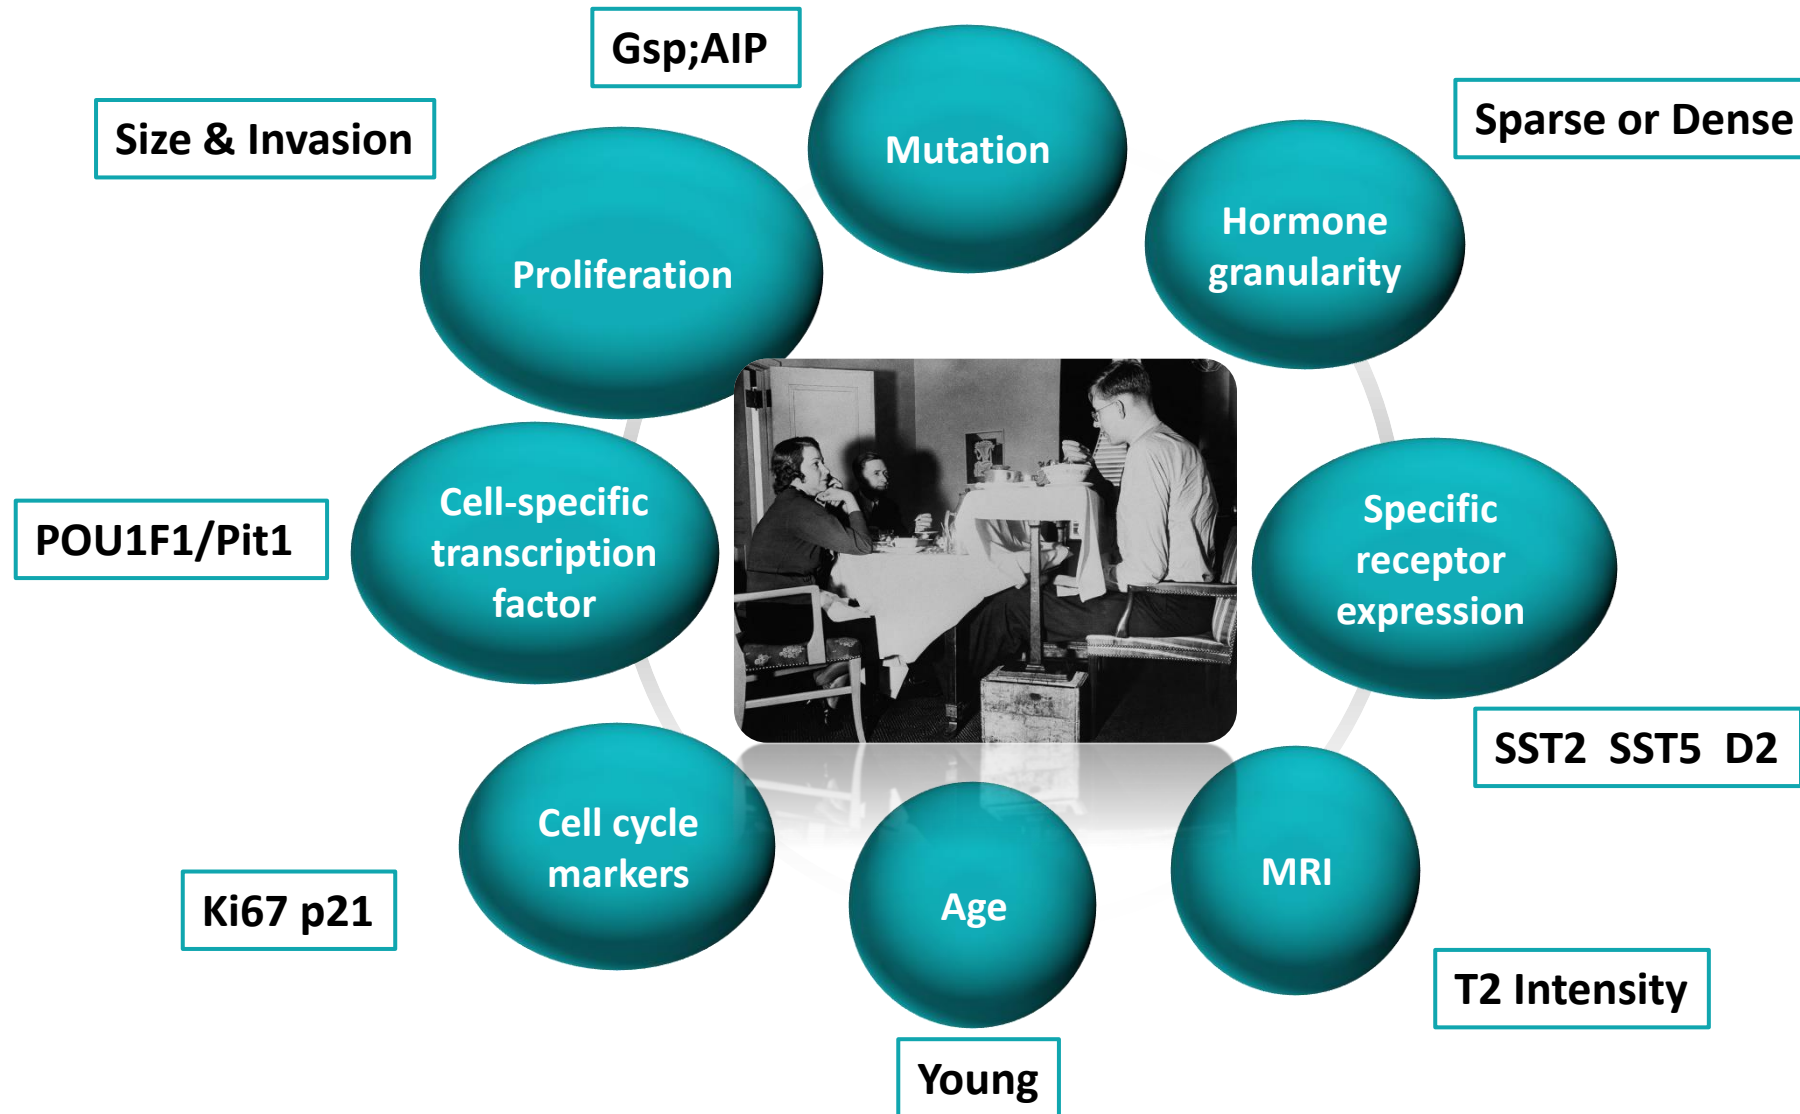 Gsp;AIP
Mutation
Sparse or Dense
Hormone
granularity
Size & Invasion
Proliferation
POU1F1/Pit1
Cell-specific
transcription
factor
Specific
receptor
expression
SST2 SST5 D2
Cell cycle
markers
Ki67 p21
Age
Young
MRI
T2 Intensity